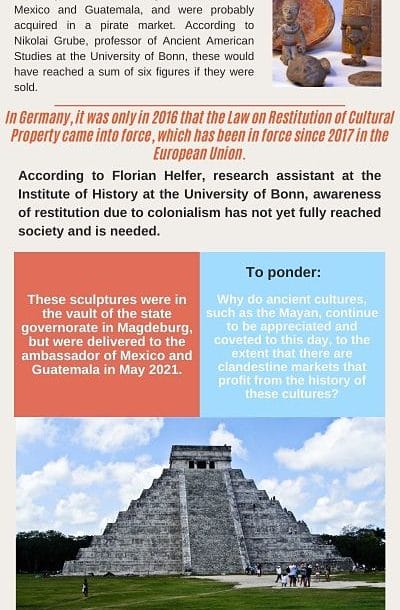 Mexico and Guatemala, and were probably
acquired in a pirate market. According to
Nikolai Grube, professor of Ancient American
Studies at the University of Bonn, these would
have reached a sum of six figures if they were
sold.
In Germany, it was only in 2016 that the Law on Restitution of Cultural
Property came into force, which has been in force since 2017 in the
European Union.
According to Florian Helfer, research assistant at the
Institute of History at the University of Bonn, awareness
of restitution due to colonialism has not yet fully reached
society and is needed.
These sculptures were in
the vault of the state
governorate in Magdeburg,
but were delivered to the
ambassador of Mexico and
Guatemala in May 2021.
To ponder:
Why do ancient cultures,
such as the Mayan, continue
to be appreciated and
coveted to this day, to the
extent that there are
clandestine markets that
profit from the history of
these cultures?